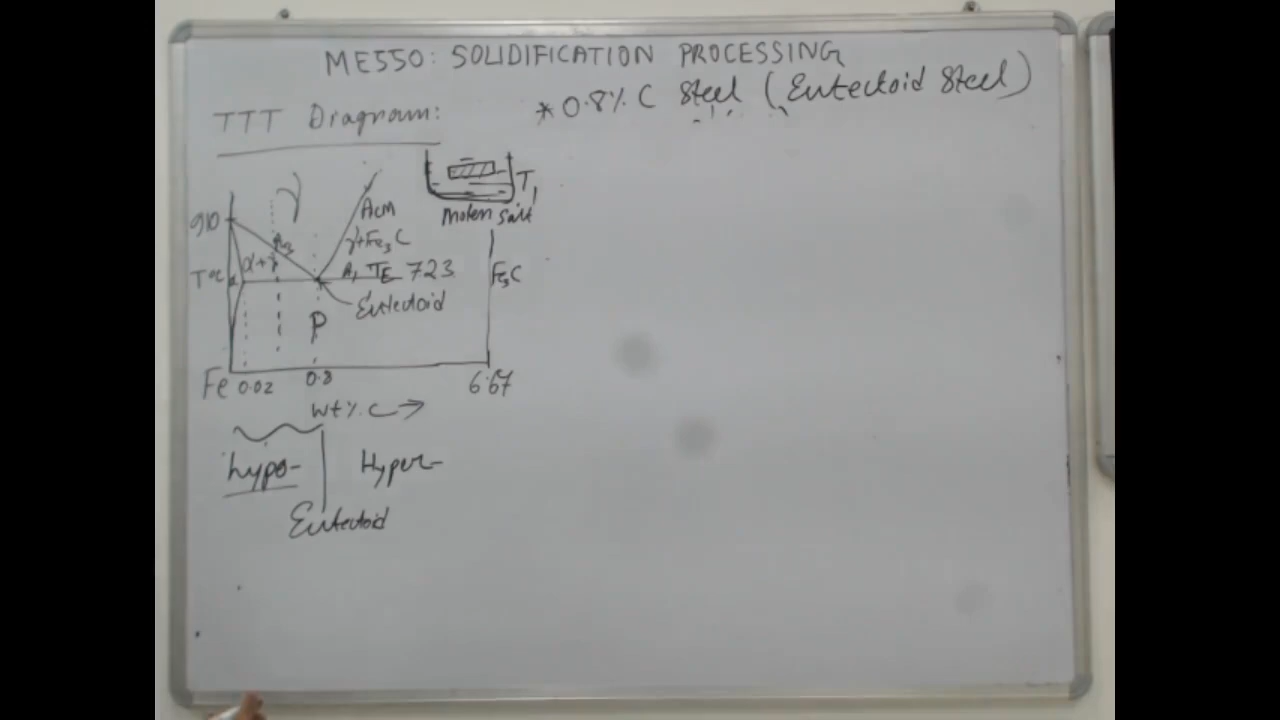 ME550: SOLIDIFICATION PROCESSING
TTT Diagram:
* 0.8% C Steel (Eutectoid Steel)
T1
Molten Salt
γ
910
Acm
A3
γ+Fe3C
α+γ
T°C
α
A1 TE 723
Fe3C
Eutectoid
P
Fe 0.02 0.8 6.67
Wt% C →
hypo- Hyper-
Eutectoid